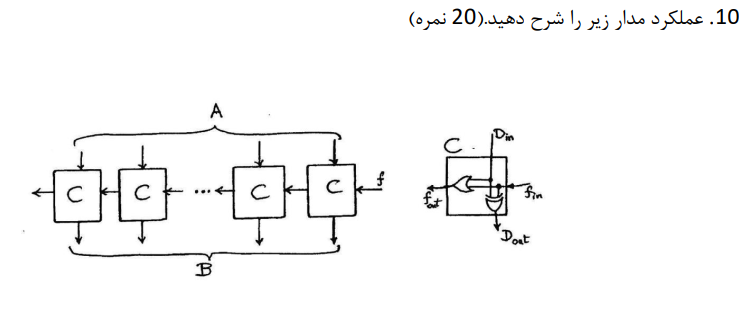 10. عملکرد مدار زیر را شرح دهید.(20 نمره)
A
C C ... C C f
B
C Din
fout fin
Dout